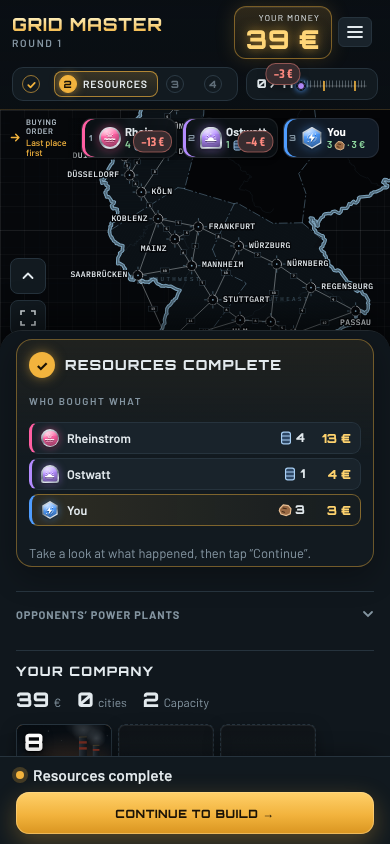 GRID MASTER
ROUND 1
YOUR MONEY
39 €
2 RESOURCES 3 4
-3 €
BUYING ORDER
Last place first
1 Rhein
4
-13 €
2 Ostwatt
1
-4 €
3 You
3 · 3 €
DÜSSELDORF
KÖLN
KOBLENZ
FRANKFURT
MAINZ
WÜRZBURG
MANNHEIM
NÜRNBERG
SAARBRÜCKEN
REGENSBURG
STUTTGART
PASSAU
RESOURCES COMPLETE
WHO BOUGHT WHAT
Rheinstrom 4 13 €
Ostwatt 1 4 €
You 3 3 €
Take a look at what happened, then tap “Continue”.
OPPONENTS’ POWER PLANTS
YOUR COMPANY
39 € 0 cities 2 Capacity
8
Resources complete
CONTINUE TO BUILD →